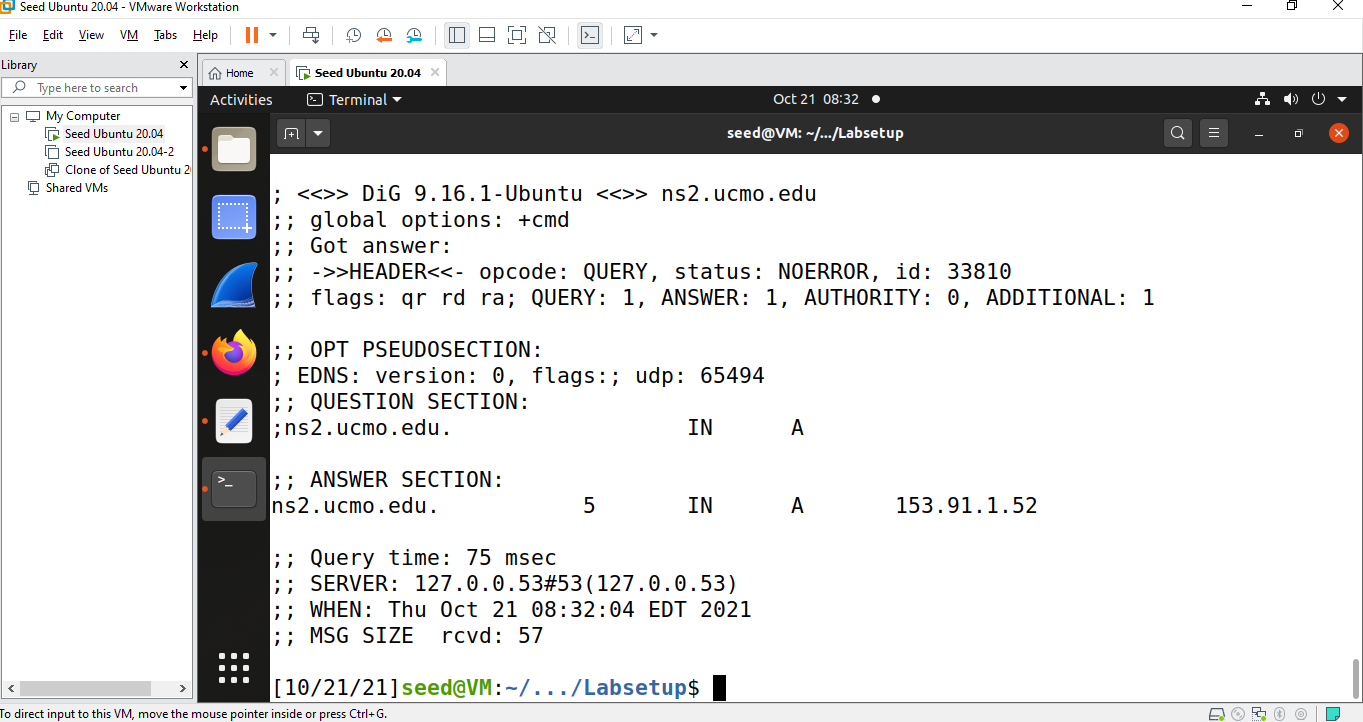 Seed Ubuntu 20.04 - VMware Workstation
File Edit View VM Tabs Help
Library
Type here to search
My Computer
Seed Ubuntu 20.04
Seed Ubuntu 20.04-2
Clone of Seed Ubuntu 2
Shared VMs
Home
Seed Ubuntu 20.04
Activities Terminal Oct 21 08:32
seed@VM: ~/.../Labsetup
; <<>> DiG 9.16.1-Ubuntu <<>> ns2.ucmo.edu
;; global options: +cmd
;; Got answer:
;; ->>HEADER<<- opcode: QUERY, status: NOERROR, id: 33810
;; flags: qr rd ra; QUERY: 1, ANSWER: 1, AUTHORITY: 0, ADDITIONAL: 1
;; OPT PSEUDOSECTION:
; EDNS: version: 0, flags:; udp: 65494
;; QUESTION SECTION:
;ns2.ucmo.edu. IN A
;; ANSWER SECTION:
ns2.ucmo.edu. 5 IN A 153.91.1.52
;; Query time: 75 msec
;; SERVER: 127.0.0.53#53(127.0.0.53)
;; WHEN: Thu Oct 21 08:32:04 EDT 2021
;; MSG SIZE rcvd: 57
[10/21/21]seed@VM:~/.../Labsetup$
To direct input to this VM, move the mouse pointer inside or press Ctrl+G.